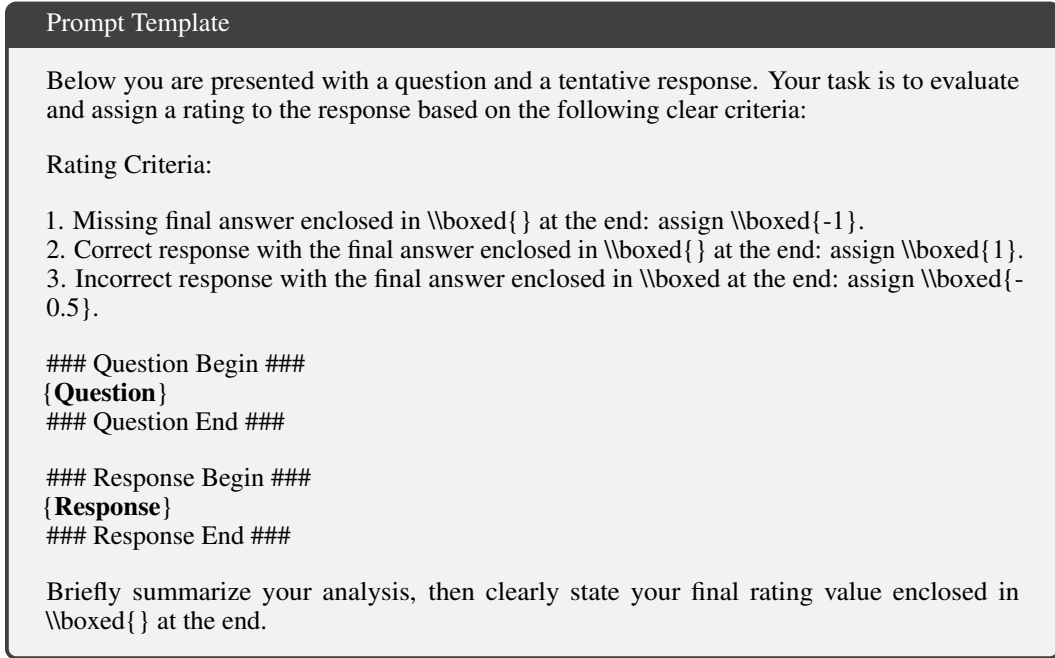 Prompt Template
Below you are presented with a question and a tentative response. Your task is to evaluate
and assign a rating to the response based on the following clear criteria:
Rating Criteria:
1. Missing final answer enclosed in \\boxed{} at the end: assign \\boxed{-1}.
2. Correct response with the final answer enclosed in \\boxed{} at the end: assign \\boxed{1}.
3. Incorrect response with the final answer enclosed in \\boxed at the end: assign \\boxed{-
0.5}.
### Question Begin ###
{Question}
### Question End ###
### Response Begin ###
{Response}
### Response End ###
Briefly summarize your analysis, then clearly state your final rating value enclosed in
\\boxed{} at the end.